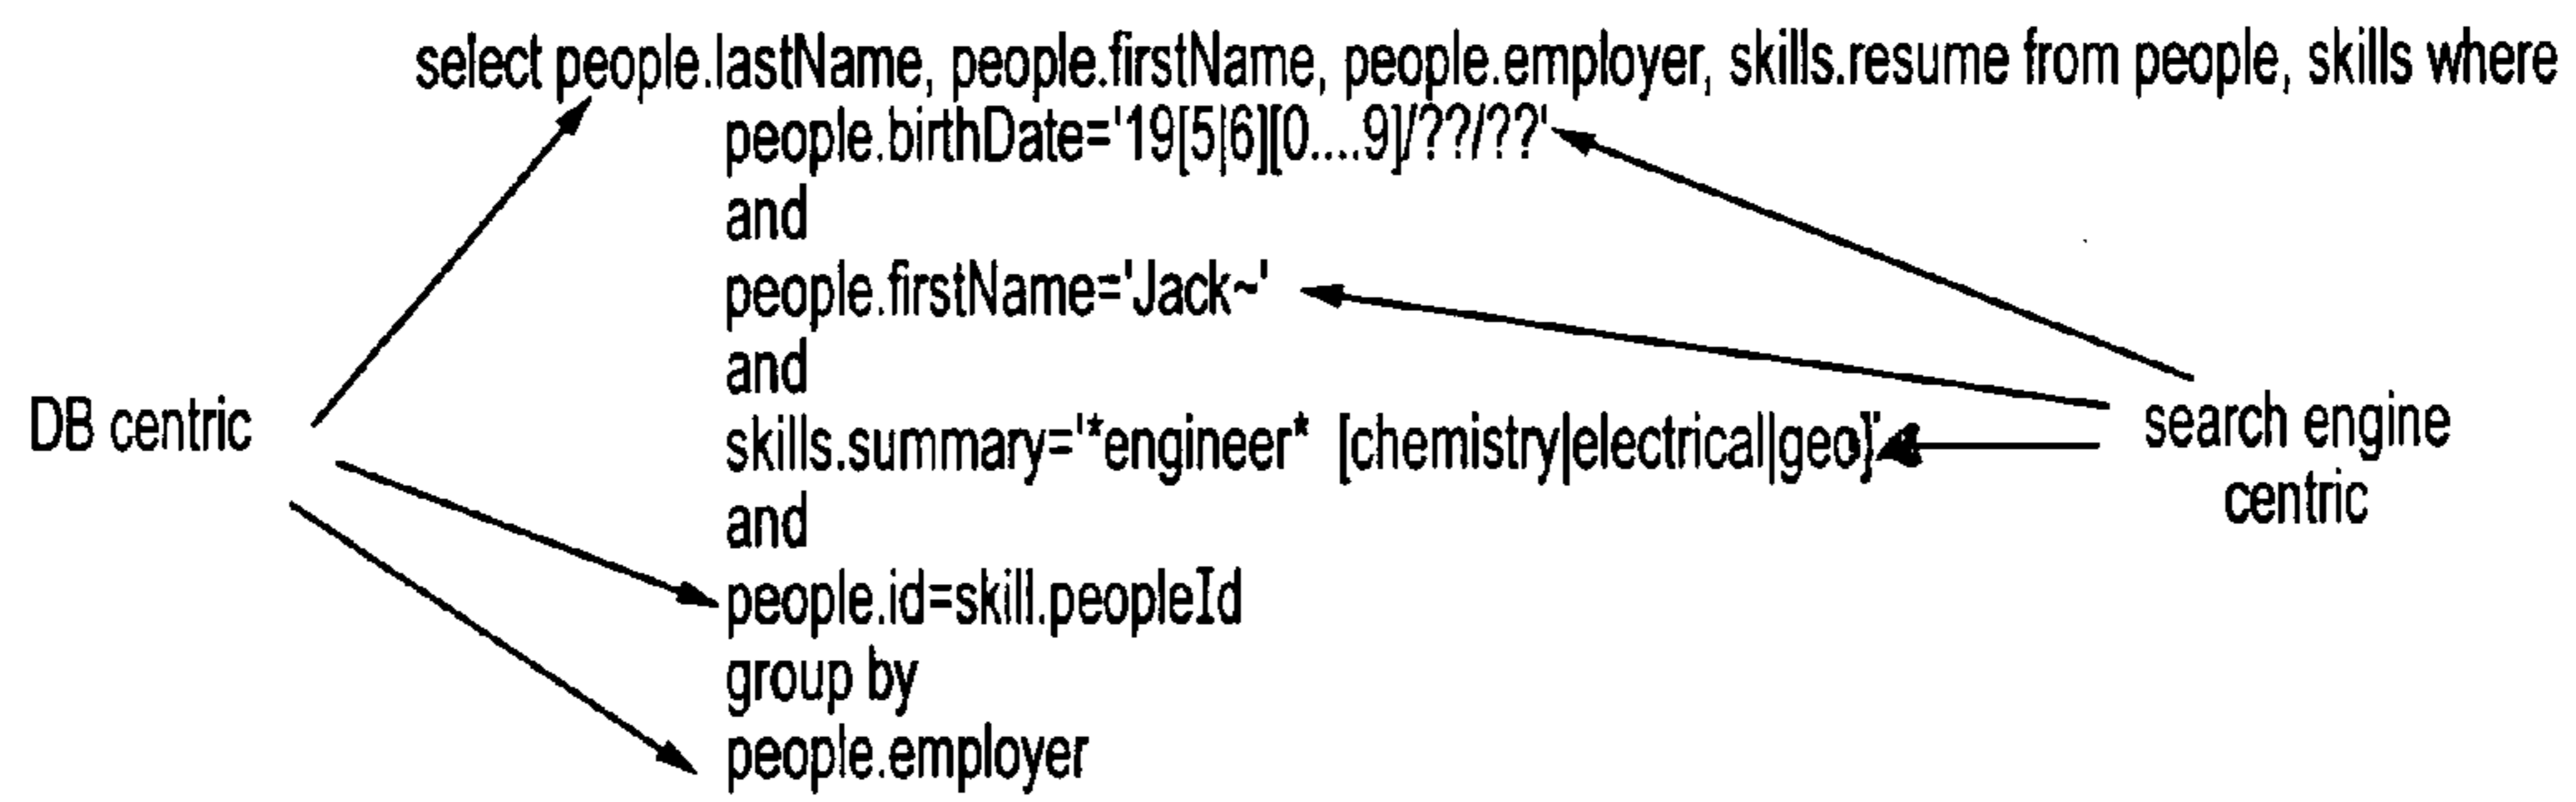 select people.lastName, people.firstName, people.employer, skills.resume from people, skills where
people.birthDate='19[5|6][0....9]/??/??'
and
people.firstName='Jack~'
and
DB centric
skills.summary='*engineer* [chemistry|electrical|geo]'
search engine
centric
and
people.id=skill.peopleId
group by
people.employer